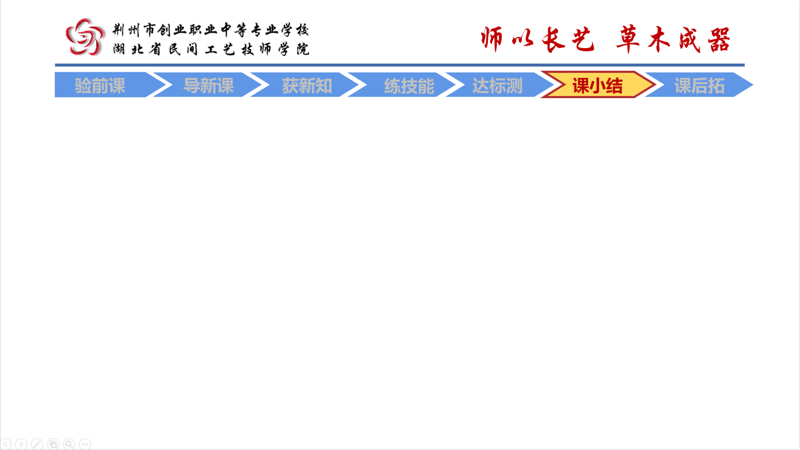 荆州市创业职业中等专业学校
湖北省民间工艺技师学院
师以长艺 草木成器
验前课 导新课 获新知 练技能 达标测 课小结 课后拓